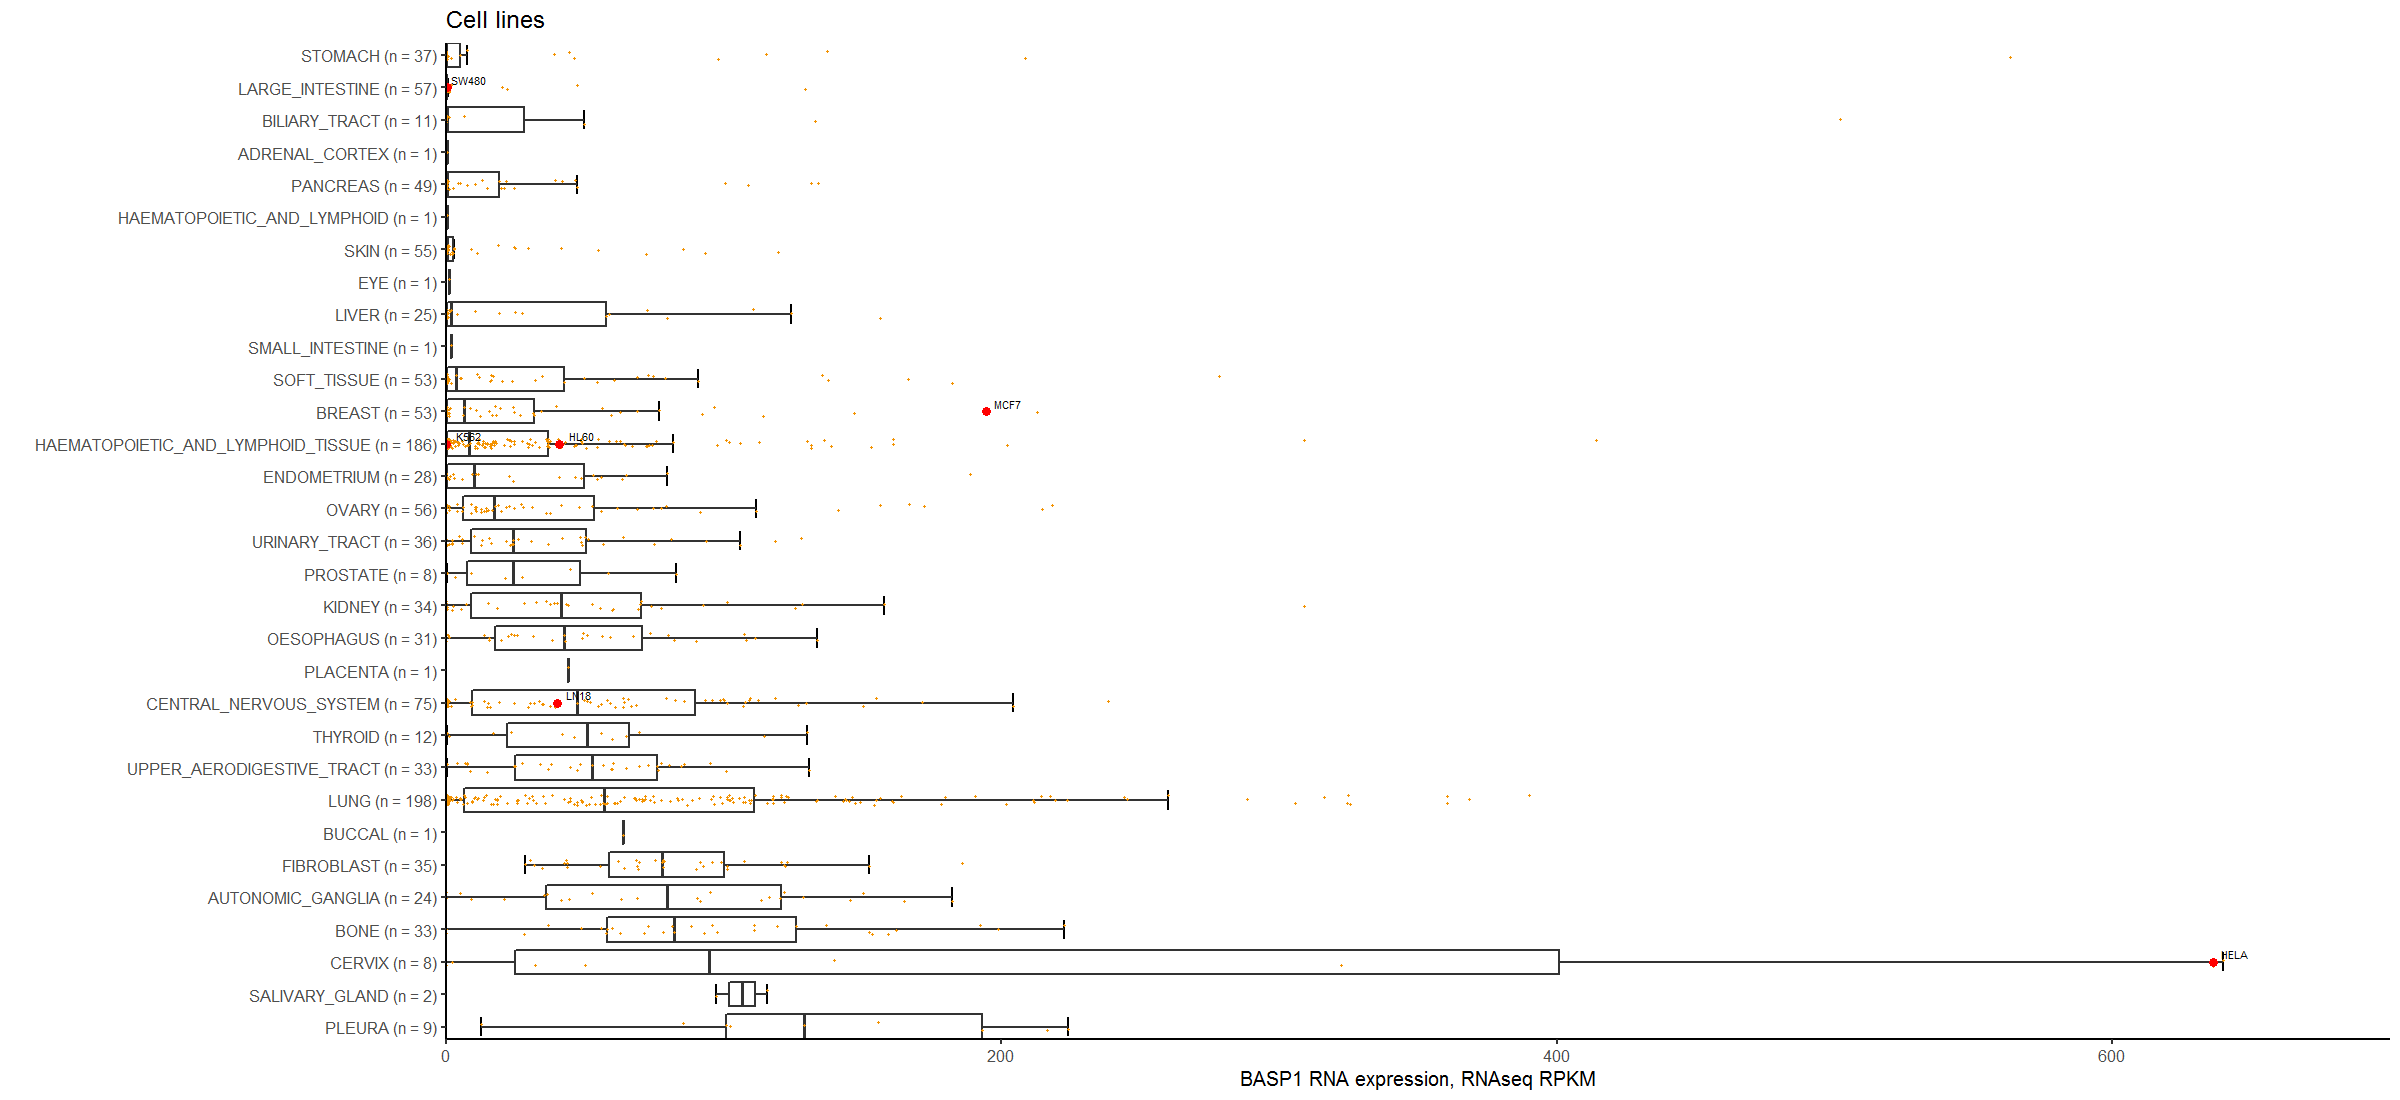 Cell lines
STOMACH (n = 37)
LARGE_INTESTINE (n = 57)
SW480
BILIARY_TRACT (n = 11)
ADRENAL_CORTEX (n = 1)
PANCREAS (n = 49)
HAEMATOPOIETIC_AND_LYMPHOID (n = 1)
SKIN (n = 55)
EYE (n = 1)
LIVER (n = 25)
SMALL_INTESTINE (n = 1)
SOFT_TISSUE (n = 53)
BREAST (n = 53)
MCF7
HAEMATOPOIETIC_AND_LYMPHOID_TISSUE (n = 186)
K562
HL60
ENDOMETRIUM (n = 28)
OVARY (n = 56)
URINARY_TRACT (n = 36)
PROSTATE (n = 8)
KIDNEY (n = 34)
OESOPHAGUS (n = 31)
PLACENTA (n = 1)
CENTRAL_NERVOUS_SYSTEM (n = 75)
LN18
THYROID (n = 12)
UPPER_AERODIGESTIVE_TRACT (n = 33)
LUNG (n = 198)
BUCCAL (n = 1)
FIBROBLAST (n = 35)
AUTONOMIC_GANGLIA (n = 24)
BONE (n = 33)
CERVIX (n = 8)
HELA
SALIVARY_GLAND (n = 2)
PLEURA (n = 9)
0 200 400 600
BASP1 RNA expression, RNAseq RPKM